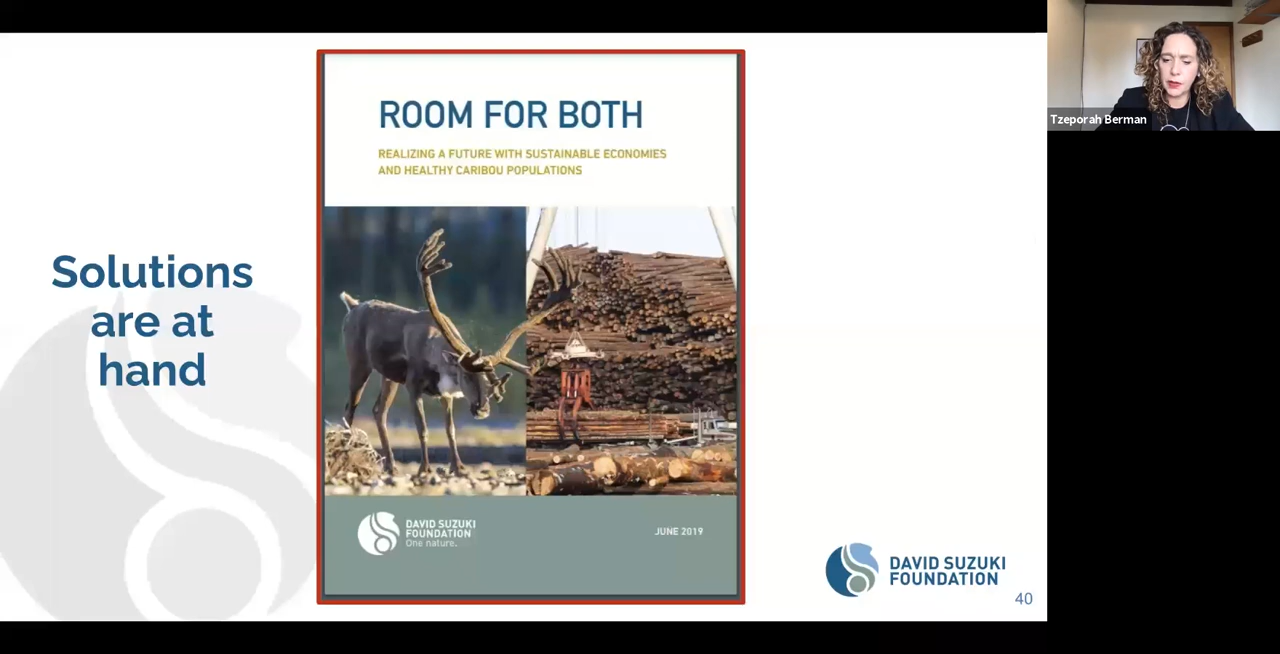 Solutions
are at
hand
ROOM FOR BOTH
REALIZING A FUTURE WITH SUSTAINABLE ECONOMIES
AND HEALTHY CARIBOU POPULATIONS
DAVID SUZUKI
FOUNDATION
One nature.
JUNE 2019
DAVID SUZUKI
FOUNDATION
40
Tzeporah Berman